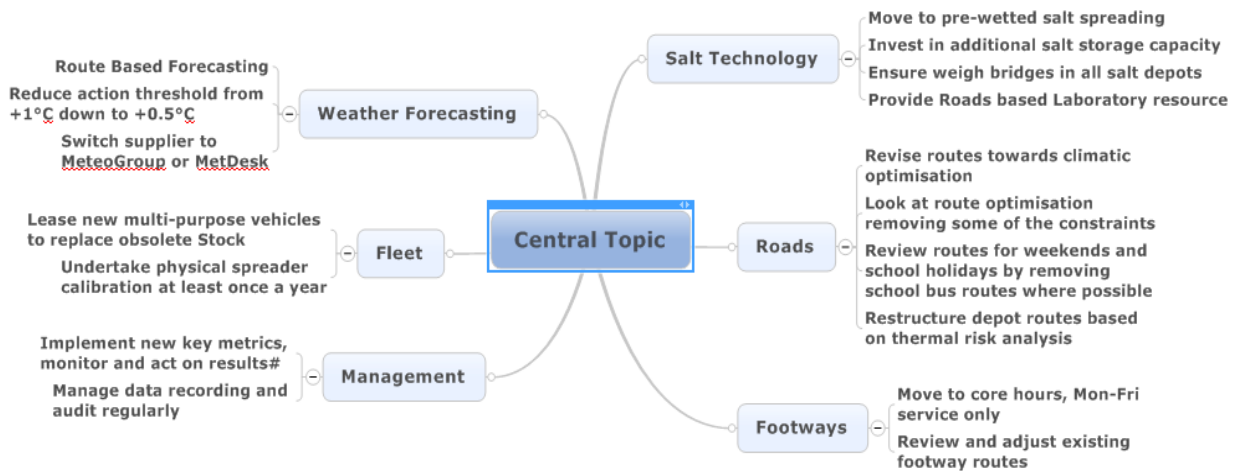 Central Topic
Weather Forecasting
Route Based Forecasting
Reduce action threshold from
+1°C down to +0.5°C
Switch supplier to
MeteoGroup or MetDesk
Fleet
Lease new multi-purpose vehicles
to replace obsolete Stock
Undertake physical spreader
calibration at least once a year
Management
Implement new key metrics,
monitor and act on results#
Manage data recording and
audit regularly
Salt Technology
Move to pre-wetted salt spreading
Invest in additional salt storage capacity
Ensure weigh bridges in all salt depots
Provide Roads based Laboratory resource
Roads
Revise routes towards climatic
optimisation
Look at route optimisation
removing some of the constraints
Review routes for weekends and
school holidays by removing
school bus routes where possible
Restructure depot routes based
on thermal risk analysis
Footways
Move to core hours, Mon-Fri
service only
Review and adjust existing
footway routes